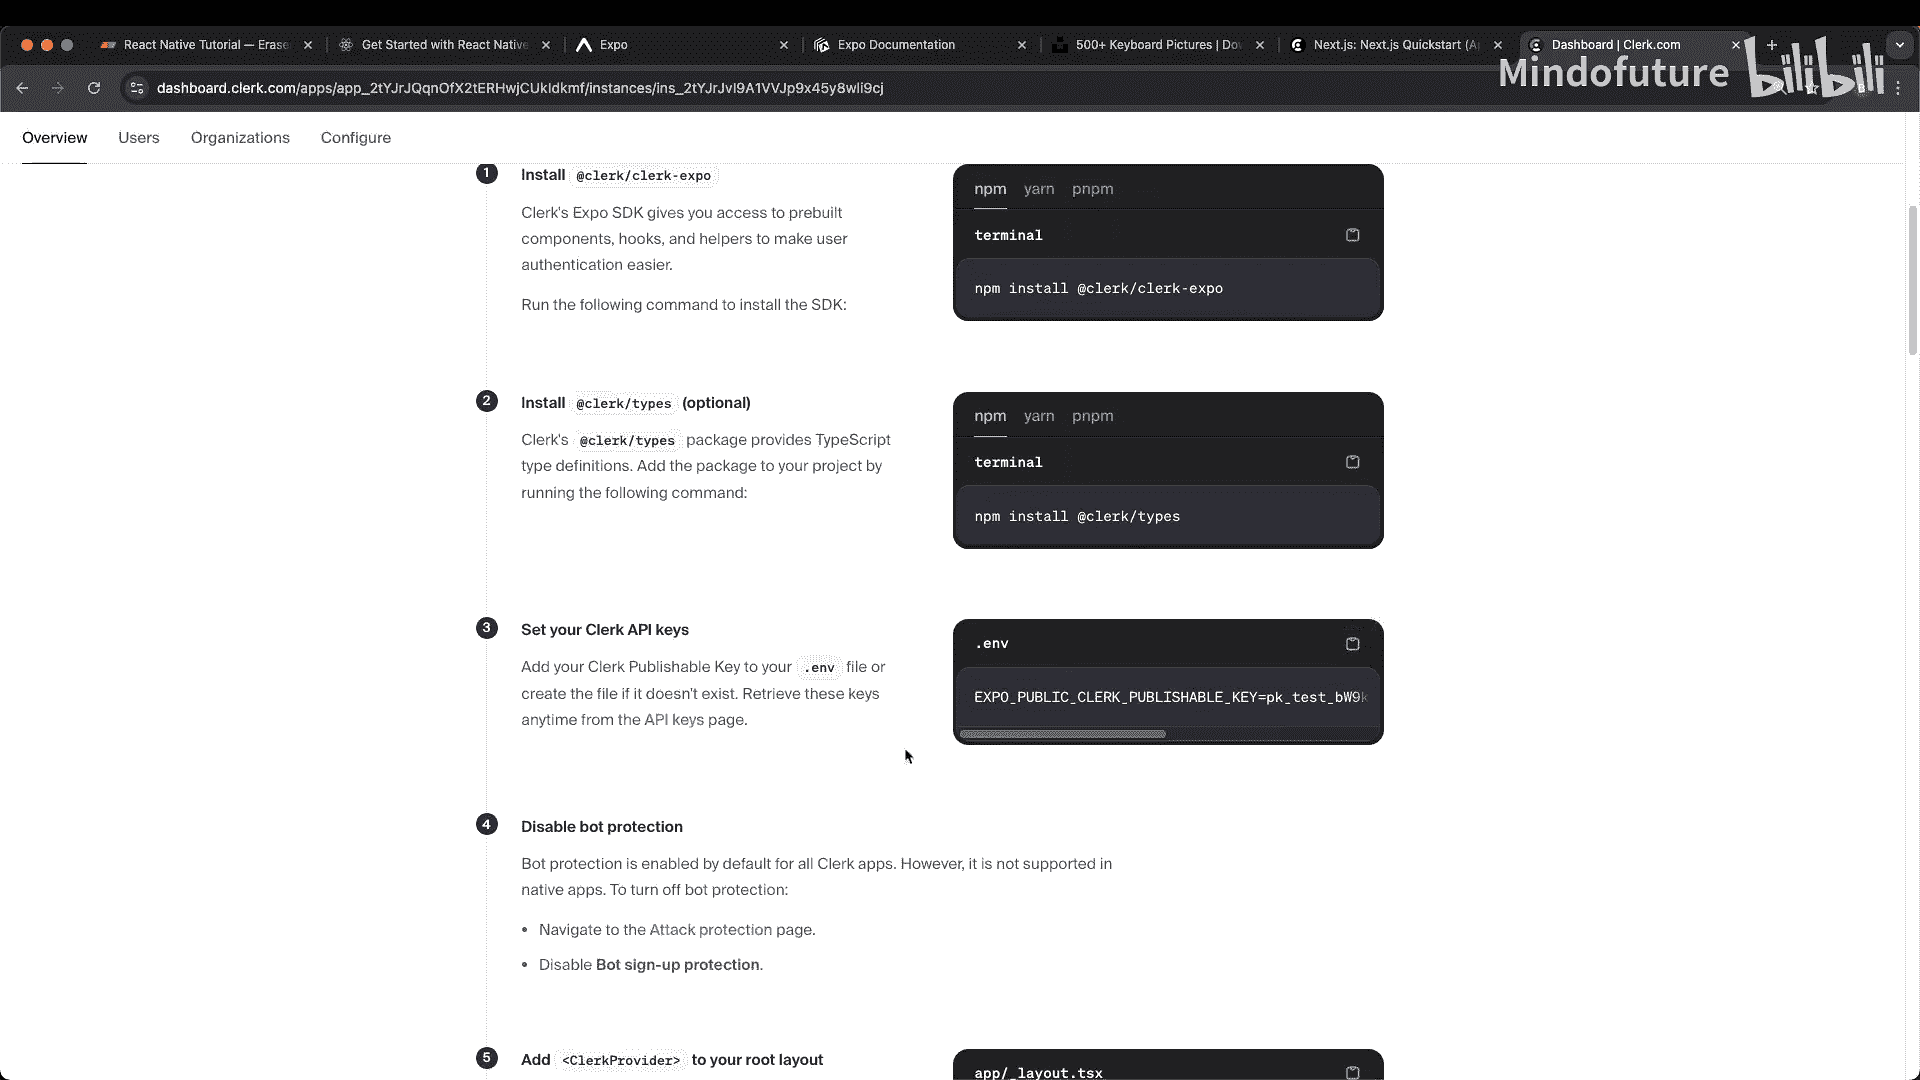 React Native Tutorial — Erase
Get Started with React Native
Expo
Expo Documentation
500+ Keyboard Pictures | Do
Next.js: Next.js Quickstart (A
Dashboard | Clerk.com
Mindofuture bilibili
dashboard.clerk.com/apps/app_2tYJrJQqnOfX2tERHwjCUkIdkmf/instances/ins_2tYJrJvI9A1VVJp9x45y8wli9cj
Overview
Users
Organizations
Configure
1
Install @clerk/clerk-expo
Clerk's Expo SDK gives you access to prebuilt
components, hooks, and helpers to make user
authentication easier.
Run the following command to install the SDK:
npm yarn pnpm
terminal
npm install @clerk/clerk-expo
2
Install @clerk/types (optional)
Clerk's @clerk/types package provides TypeScript
type definitions. Add the package to your project by
running the following command:
npm yarn pnpm
terminal
npm install @clerk/types
3
Set your Clerk API keys
Add your Clerk Publishable Key to your .env file or
create the file if it doesn't exist. Retrieve these keys
anytime from the API keys page.
.env
EXPO_PUBLIC_CLERK_PUBLISHABLE_KEY=pk_test_bW9k
4
Disable bot protection
Bot protection is enabled by default for all Clerk apps. However, it is not supported in
native apps. To turn off bot protection:
• Navigate to the Attack protection page.
• Disable Bot sign-up protection.
5
Add <ClerkProvider> to your root layout
app/_layout.tsx